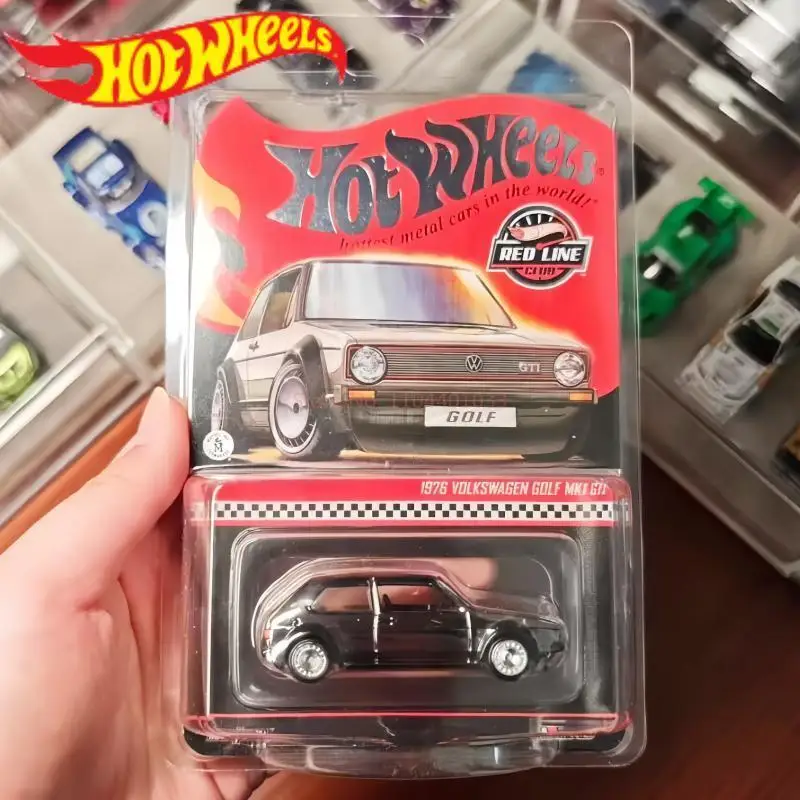 HOT WHEELS
HOT WHEELS®
hottest metal cars in the world!™
RED LINE
CLUB
GTI
GOLF
1976 VOLKSWAGEN GOLF MK1 GTI